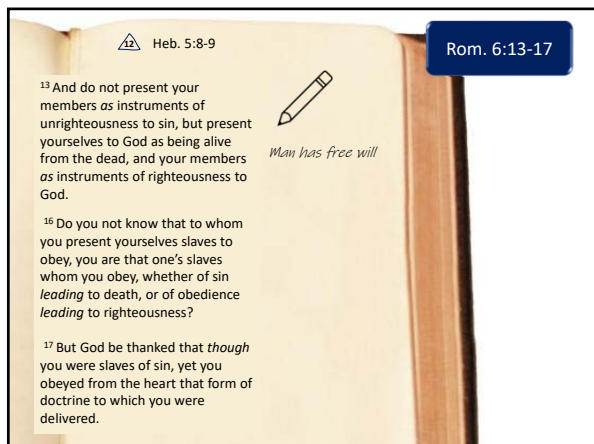 12 Heb. 5:8-9
Rom. 6:13-17
13 And do not present your
members as instruments of
unrighteousness to sin, but present
yourselves to God as being alive
from the dead, and your members
as instruments of righteousness to
God.
Man has free will
16 Do you not know that to whom
you present yourselves slaves to
obey, you are that one's slaves
whom you obey, whether of sin
leading to death, or of obedience
leading to righteousness?
17 But God be thanked that though
you were slaves of sin, yet you
obeyed from the heart that form of
doctrine to which you were
delivered.